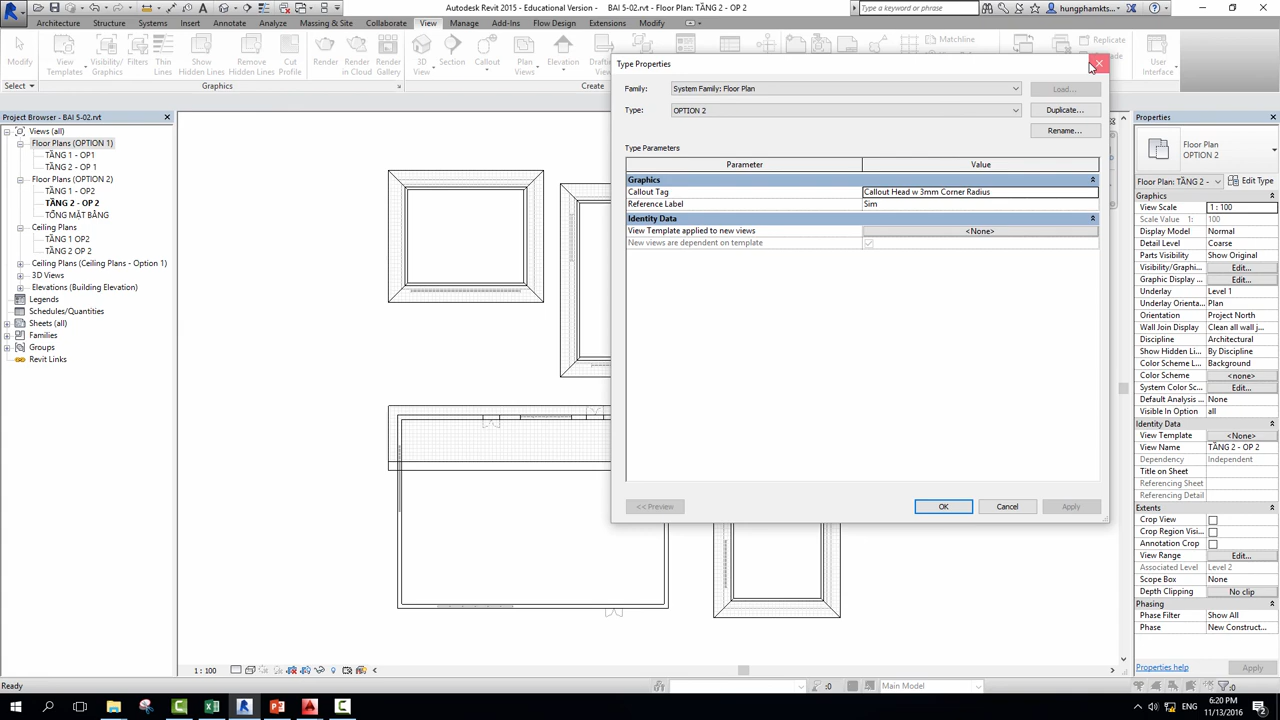 Autodesk Revit 2015 - Educational Version -    BAI 5-02.rvt - Floor Plan: TẦNG 2 - OP 2
Type a keyword or phrase
hungphamkts...
Architecture Structure Systems Insert Annotate Analyze Massing & Site Collaborate View Manage Add-Ins Flow Design Extensions Modify
Modify
View Templates
Visibility/ Graphics
Filters
Thin Lines
Show Hidden Lines
Remove Hidden Lines
Cut Profile
Render
Render in Cloud
Render Gallery
3D View
Section
Callout
Plan Views
Elevation
Matchline
Replicate
User Interface
Select
Graphics
Create
Project Browser - BAI 5-02.rvt
Views (all)
Floor Plans (OPTION 1)
TẦNG 1 - OP1
TẦNG 2 - OP 1
Floor Plans (OPTION 2)
TẦNG 1 - OP2
TẦNG 2 - OP 2
TỔNG MẶT BẰNG
Ceiling Plans
TẦNG 1 OP2
TẦNG 2 OP 2
Ceiling Plans (Ceiling Plans - Option 1)
3D Views
Elevations (Building Elevation)
Legends
Schedules/Quantities
Sheets (all)
Families
Groups
Revit Links
Type Properties
Family: System Family: Floor Plan Load...
Type: OPTION 2 Duplicate...
Rename...
Type Parameters
Parameter Value
Graphics
Callout Tag Callout Head w 3mm Corner Radius
Reference Label Sim
Identity Data
View Template applied to new views <None>
New views are dependent on template
<< Preview OK Cancel Apply
Properties
Floor Plan
OPTION 2
Floor Plan: TẦNG 2 - Edit Type
Graphics
View Scale 1 : 100
Scale Value 1: 100
Display Model Normal
Detail Level Coarse
Parts Visibility Show Original
Visibility/Graphi... Edit...
Graphic Display ... Edit...
Underlay Level 1
Underlay Orienta... Plan
Orientation Project North
Wall Join Display Clean all wall j...
Discipline Architectural
Show Hidden Li... By Discipline
Color Scheme L... Background
Color Scheme <none>
System Color Sc... Edit...
Default Analysis ... None
Visible In Option all
Identity Data
View Template <None>
View Name TẦNG 2 - OP 2
Dependency Independent
Title on Sheet
Referencing Sheet
Referencing Detail
Extents
Crop View
Crop Region Visi...
Annotation Crop
View Range Edit...
Associated Level Level 2
Scope Box None
Depth Clipping No clip
Phasing
Phase Filter Show All
Phase New Construct...
Properties help Apply
1 : 100
Ready
:0
Main Model
:0
ENG
6:20 PM
11/13/2016